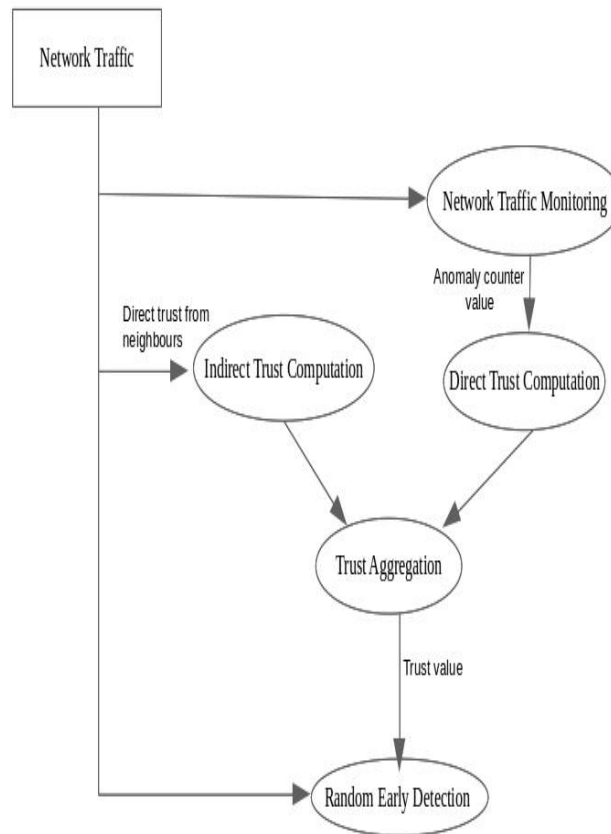 Network Traffic
Network Traffic Monitoring
Anomaly counter
value
Direct trust from
neighbours
Indirect Trust Computation
Direct Trust Computation
Trust Aggregation
Trust value
Random Early Detection